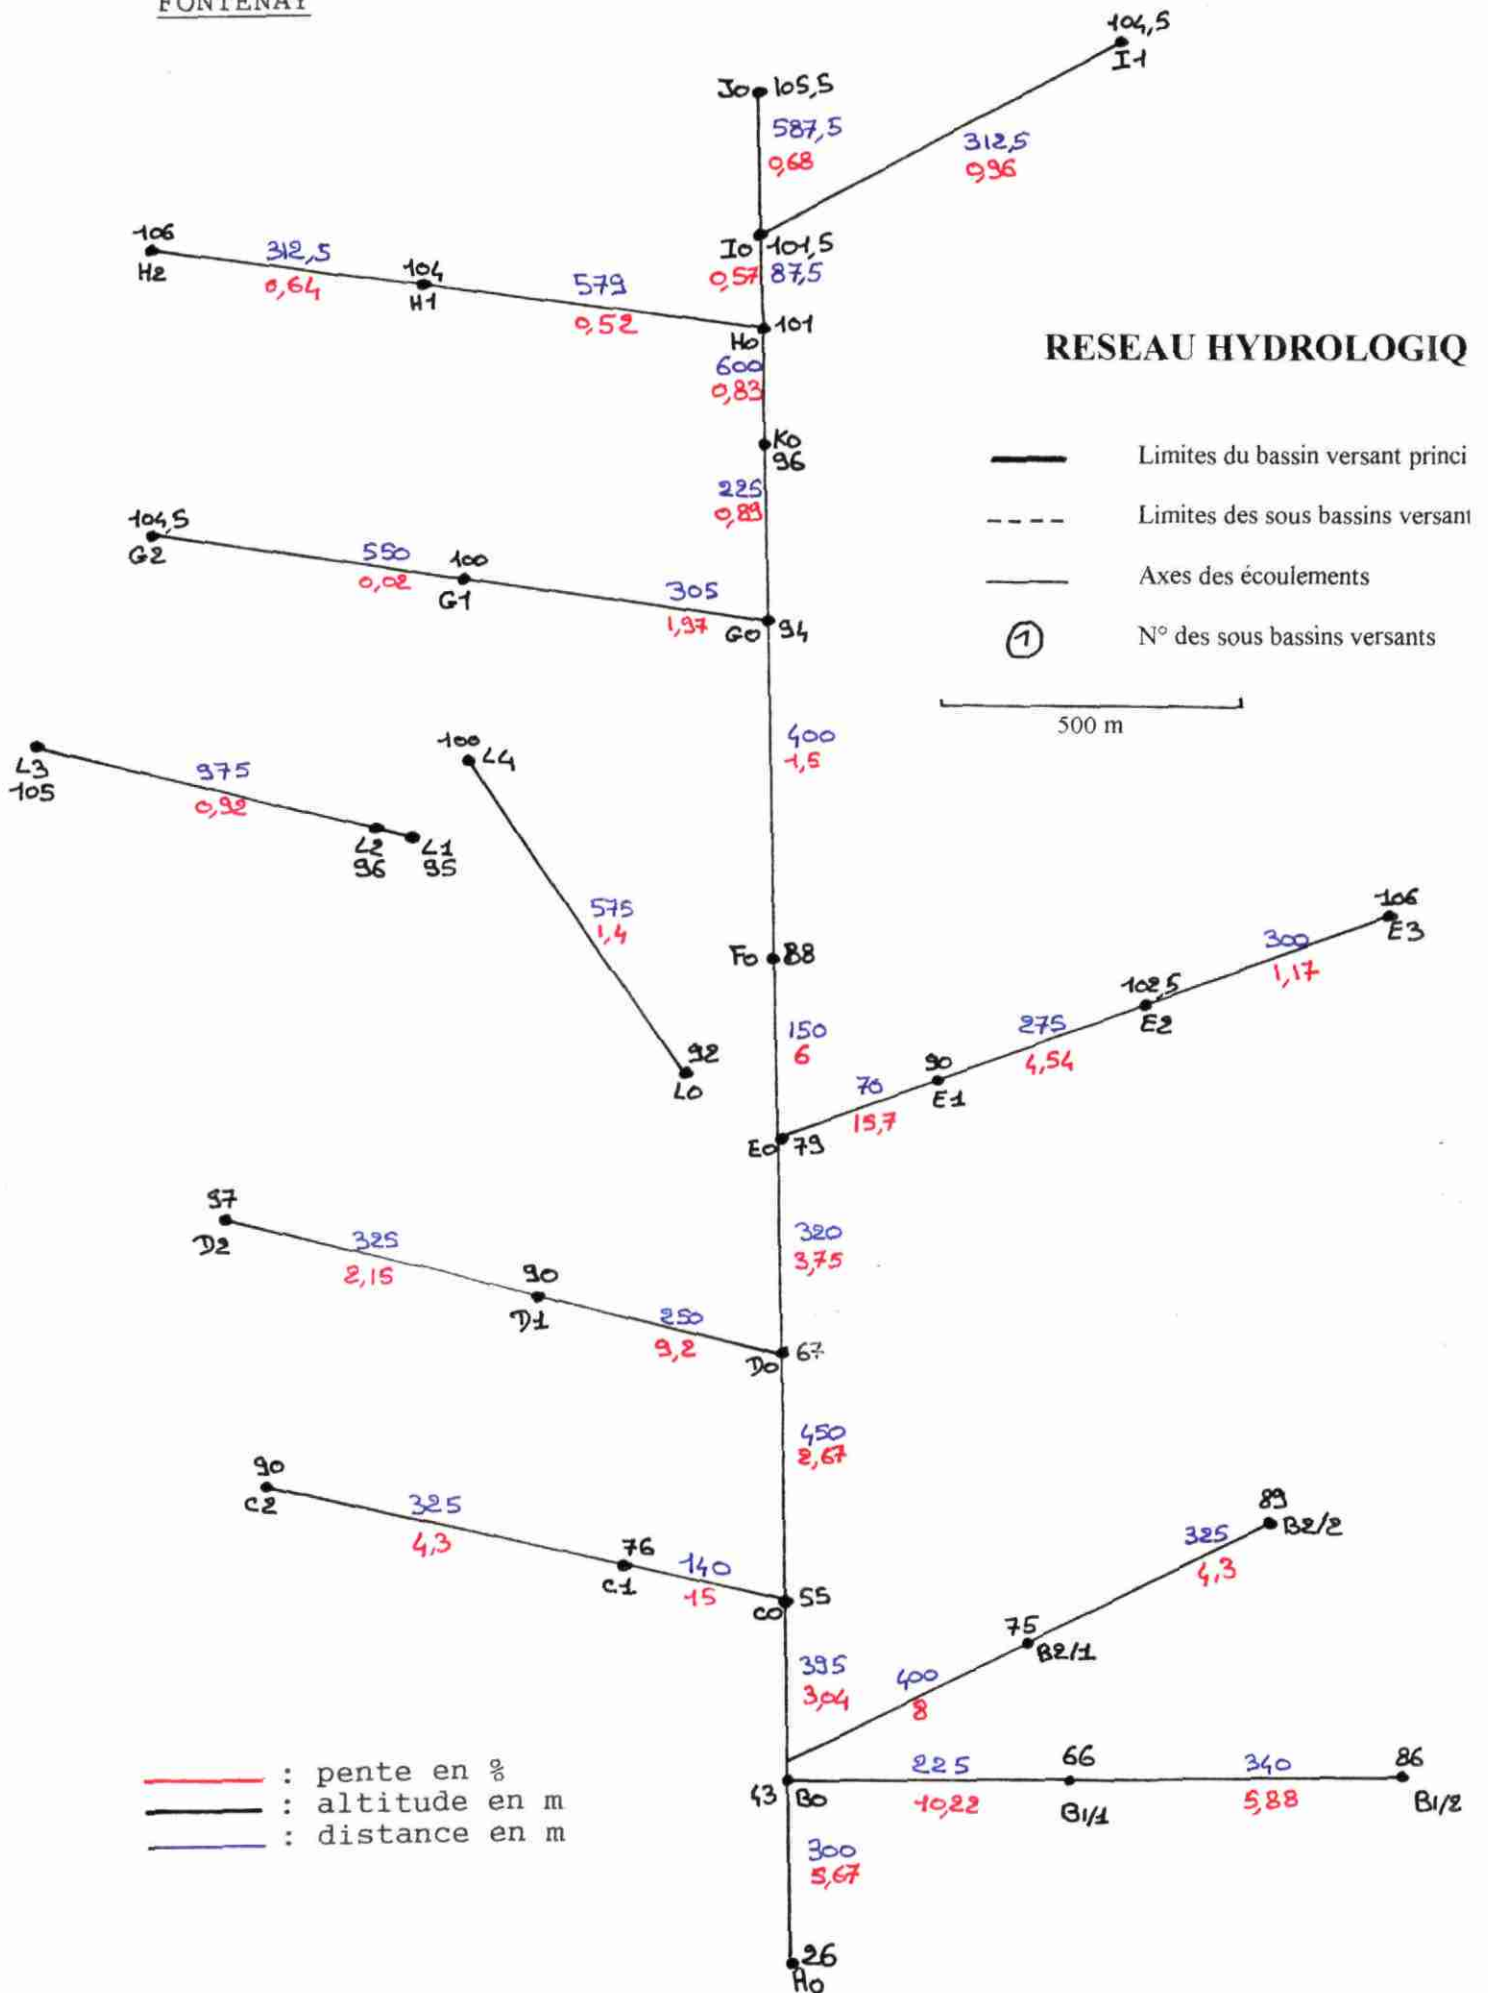 FONTENAY
104,5
I1
Jo 105,5
587,5
0,68
312,5
0,96
106
H2
312,5
0,64
104
H1
579
0,52
Io 101,5
0,57 87,5
101
Ho
600
0,83
RESEAU HYDROLOGIQ
Ko
96
225
0,89
Limites du bassin versant princi
Limites des sous bassins versant
Axes des écoulements
1 N° des sous bassins versants
500 m
104,5
G2
550
0,02
100
G1
305
1,97
Go 94
400
1,5
L3
105
975
0,92
L2
96
L1
95
100 L4
575
1,4
92
Lo
Fo 88
150
6
106
E3
300
1,17
102,5
E2
275
4,54
90
E1
70
15,7
Eo 79
97
D2
325
2,15
90
D1
250
9,2
320
3,75
Do 67
450
2,67
90
C2
325
4,3
76
C1
140
15
Co 55
89
B2/2
325
4,3
75
B2/1
395
3,04
400
8
43 Bo
225
10,22
66
B1/1
340
5,88
86
B1/2
: pente en %
: altitude en m
: distance en m
300
5,67
26
Ao